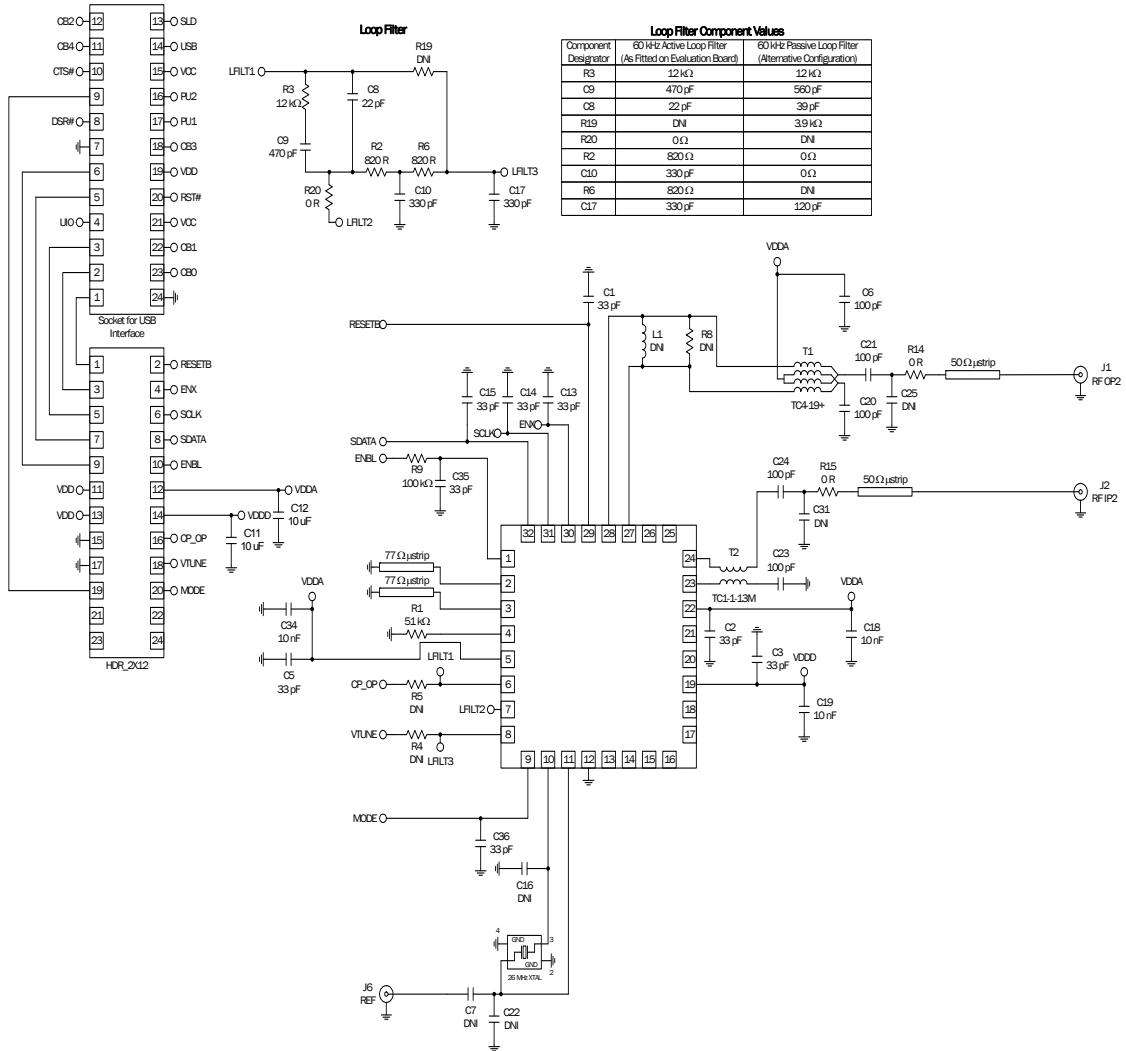 CB2 12 13 SLD
CB4 11 14 USB
CTS# 10 15 VCC
9 16 PU2
DSR# 8 17 PU1
7 18 CB3
6 19 VDD
5 20 RST#
UIO 4 21 VCC
3 22 CB1
2 23 CB0
1 24
Socket for USB
Interface
1 2 RESETB
3 4 ENX
5 6 SCLK
7 8 SDATA
9 10 ENBL
VDD 11 12 VDDA
C12
10 uF
VDD 13 14 VDDD
C11
10 uF
15 16 CP_OP
17 18 VTUNE
19 20 MODE
21 22
23 24
HDR_2X12
Loop Filter
R19
DNI
LFILT1
R3
12 kΩ
C8
22 pF
C9
470 pF
R2
820 R
R6
820 R
LFILT3
R20
0 R
C10
330 pF
C17
330 pF
LFILT2
Loop Filter Component Values
Component Designator
60 kHz Active Loop Filter (As Fitted on Evaluation Board)
60 kHz Passive Loop Filter (Alternative Configuration)
R3 12 kΩ 12 kΩ
C9 470 pF 560 pF
C8 22 pF 39 pF
R19 DNI 3.9 kΩ
R20 0 Ω DNI
R2 820 Ω 0 Ω
C10 330 pF 0 Ω
R6 820 Ω DNI
C17 330 pF 120 pF
VDDA
C6
100 pF
C1
33 pF
RESETB
L1
DNI
R8
DNI
T1
TC4-19+
C21
100 pF
R14
0 R
50 Ω μstrip
J1
RF OP2
C20
100 pF
C25
DNI
C15
33 pF
C14
33 pF
C13
33 pF
ENX
SCLK
SDATA
ENBL
R9
100 kΩ
C35
33 pF
C24
100 pF
R15
0 R
50 Ω μstrip
J2
RF IP2
C31
DNI
32 31 30 29 28 27 26 25
1
2
3
4
5
6
7
8
9 10 11 12 13 14 15 16
24
23
22
21
20
19
18
17
77 Ω μstrip
77 Ω μstrip
R1
51 kΩ
VDDA
C34
10 nF
C5
33 pF
LFILT1
CP_OP
R5
DNI
LFILT2
VTUNE
R4
DNI
LFILT3
T2
TC1-1-13M
C23
100 pF
VDDA
C2
33 pF
C18
10 nF
C3
33 pF
VDDD
C19
10 nF
MODE
C36
33 pF
C16
DNI
4
GND
3
GND
2
26 MHz XTAL
J6
REF
C7
DNI
C22
DNI